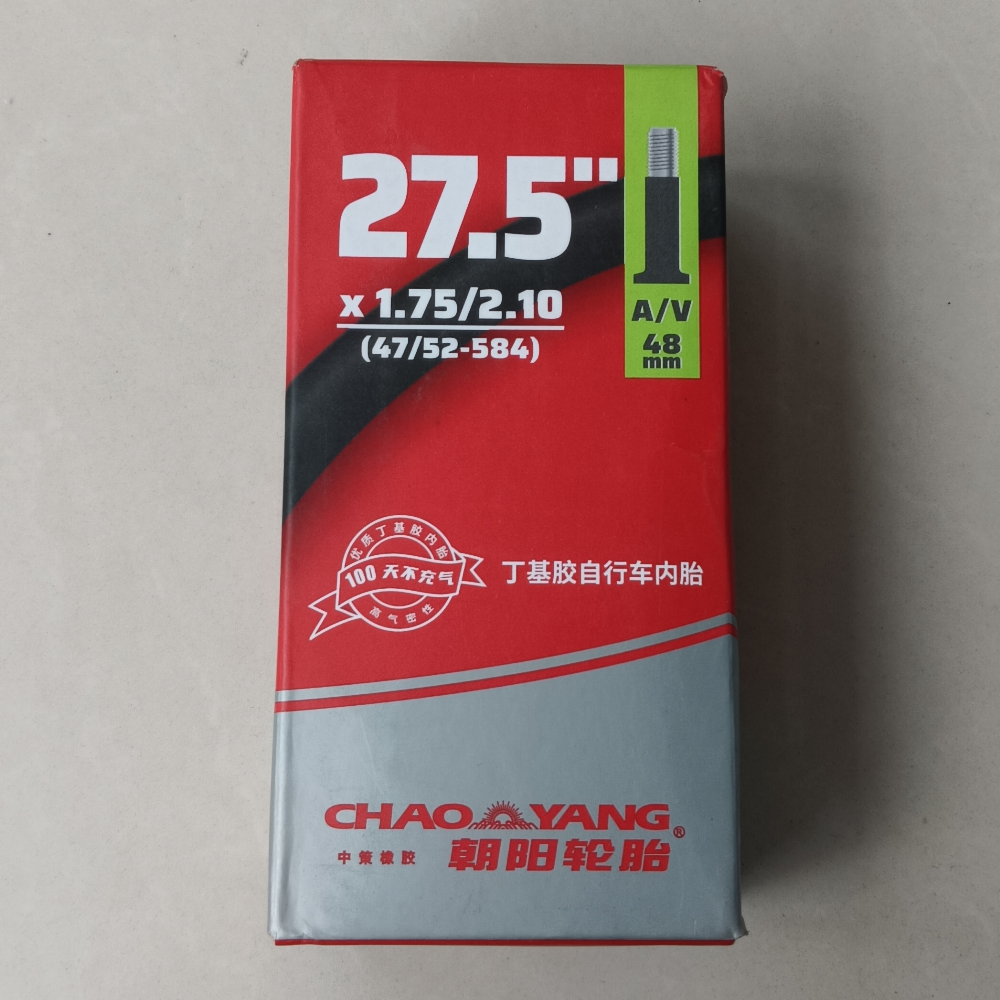 27.5"
x 1.75/2.10
(47/52-584)
A/V
48
mm
优质丁基胶内胎
100 天不充气
高气密性
丁基胶自行车内胎
CHAO YANG®
中策橡胶
朝阳轮胎